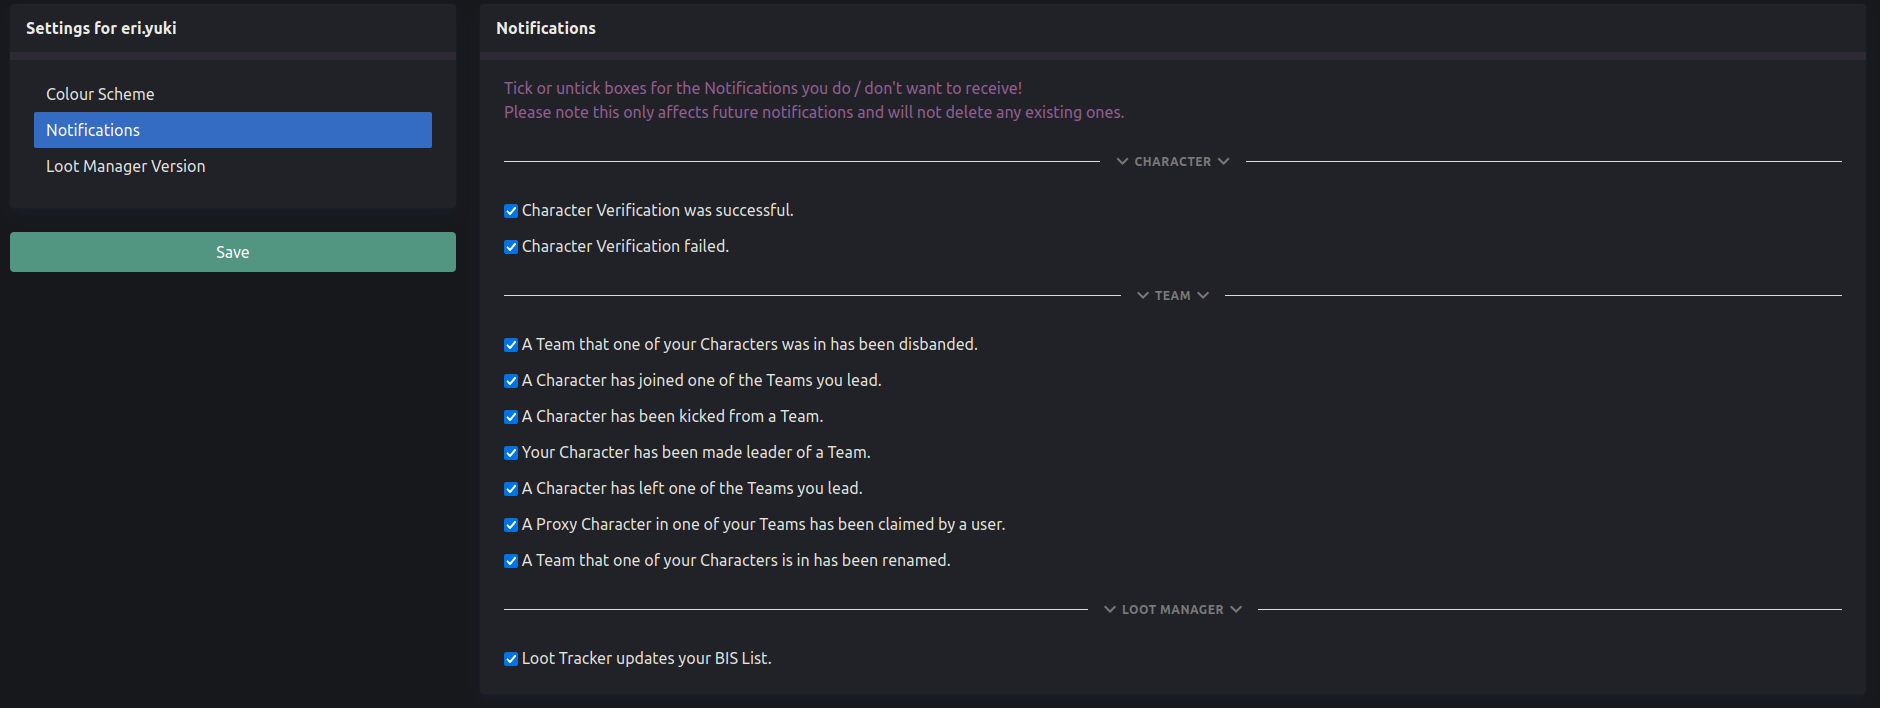 Settings for eri.yuki
Colour Scheme
Notifications
Loot Manager Version
Save
Notifications
Tick or untick boxes for the Notifications you do / don't want to receive!
Please note this only affects future notifications and will not delete any existing ones.
CHARACTER
Character Verification was successful.
Character Verification failed.
TEAM
A Team that one of your Characters was in has been disbanded.
A Character has joined one of the Teams you lead.
A Character has been kicked from a Team.
Your Character has been made leader of a Team.
A Character has left one of the Teams you lead.
A Proxy Character in one of your Teams has been claimed by a user.
A Team that one of your Characters is in has been renamed.
LOOT MANAGER
Loot Tracker updates your BIS List.